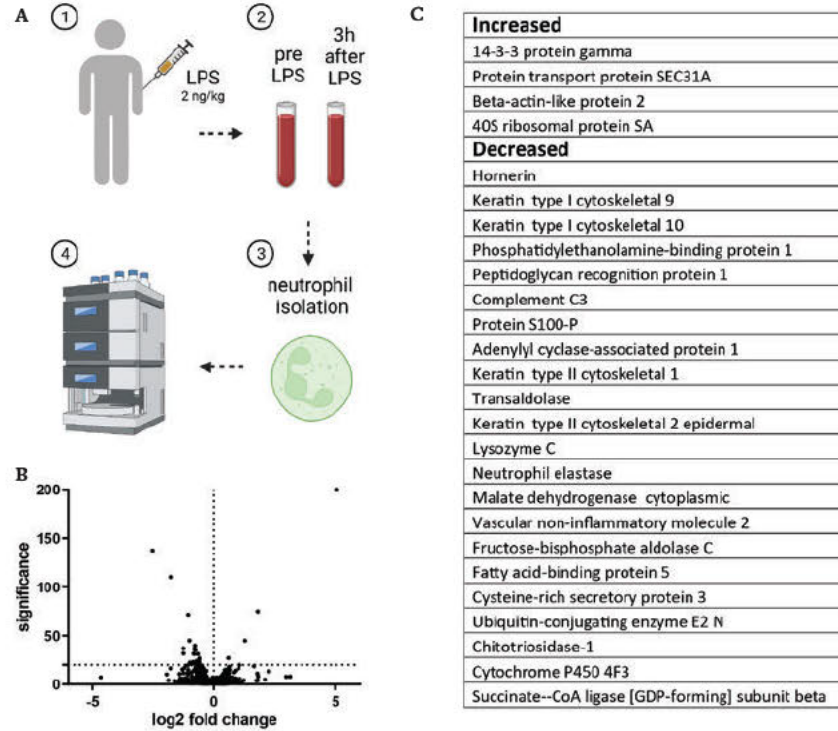 A
1
LPS
2 ng/kg
2
pre
LPS
3h
after
LPS
4
3
neutrophil
isolation
B
significance
200
150
100
50
0
-5
0
5
log2 fold change
C
Increased
14-3-3 protein gamma
Protein transport protein SEC31A
Beta-actin-like protein 2
40S ribosomal protein SA
Decreased
Hornerin
Keratin type I cytoskeletal 9
Keratin type I cytoskeletal 10
Phosphatidylethanolamine-binding protein 1
Peptidoglycan recognition protein 1
Complement C3
Protein S100-P
Adenylyl cyclase-associated protein 1
Keratin type II cytoskeletal 1
Transaldolase
Keratin type II cytoskeletal 2 epidermal
Lysozyme C
Neutrophil elastase
Malate dehydrogenase cytoplasmic
Vascular non-inflammatory molecule 2
Fructose-bisphosphate aldolase C
Fatty acid-binding protein 5
Cysteine-rich secretory protein 3
Ubiquitin-conjugating enzyme E2 N
Chitotriosidase-1
Cytochrome P450 4F3
Succinate--CoA ligase [GDP-forming] subunit beta